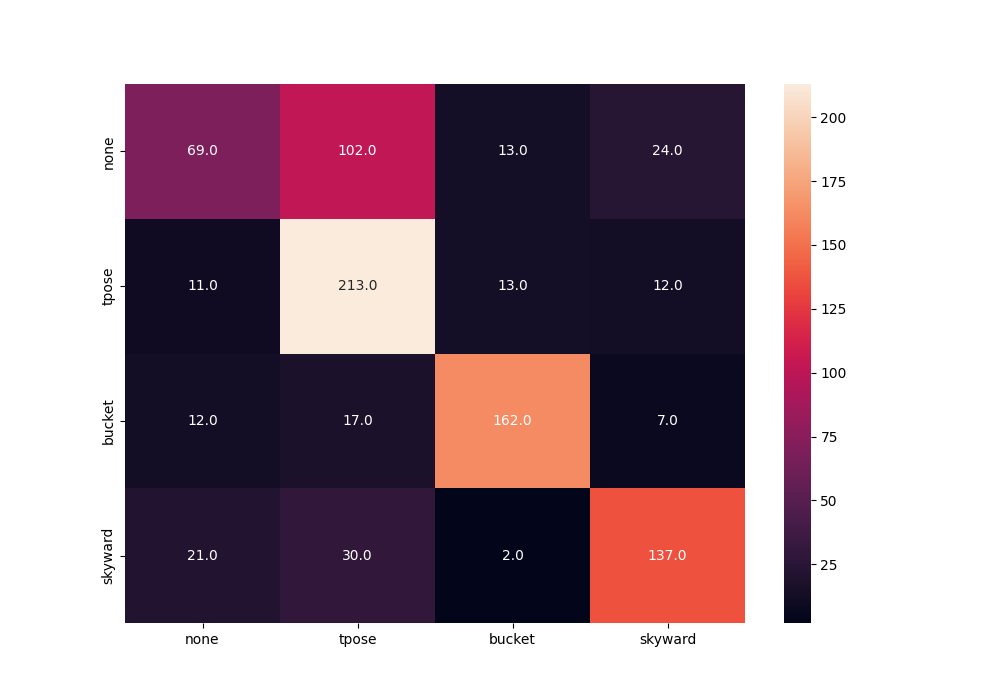 none 69.0 102.0 13.0 24.0
tpose 11.0 213.0 13.0 12.0
bucket 12.0 17.0 162.0 7.0
skyward 21.0 30.0 2.0 137.0
none tpose bucket skyward
200
175
150
125
100
75
50
25